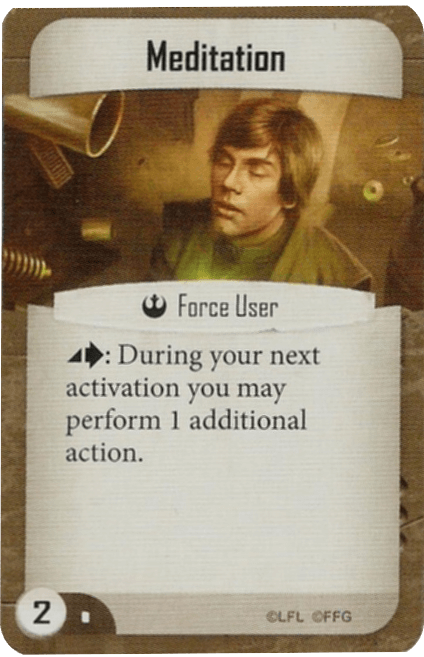 Meditation
Force User
: During your next
activation you may
perform 1 additional
action.
2
©LFL ©FFG